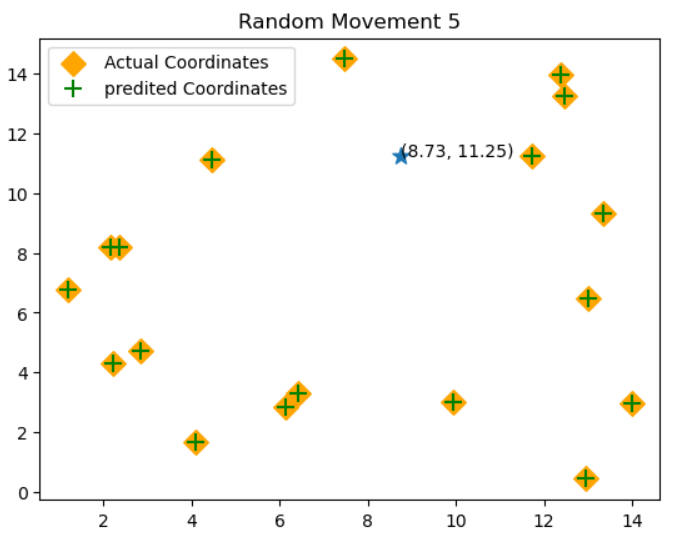 Random Movement 5
Actual Coordinates
predited Coordinates
(8.73, 11.25)
14
12
10
8
6
4
2
0
2 4 6 8 10 12 14